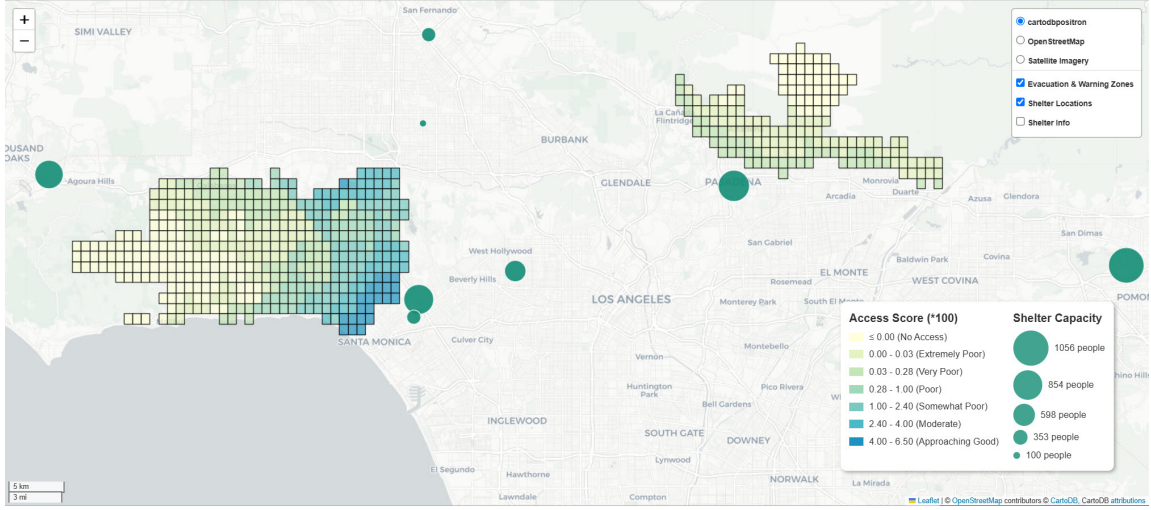 +
−
San Fernando
SIMI VALLEY
cartodbpositron
OpenStreetMap
Satellite Imagery
Evacuation & Warning Zones
Shelter Locations
Shelter Info
La Cañada
Flintridge
BURBANK
OUSAND
OAKS
Agoura Hills
GLENDALE
PASADENA
Monrovia
Duarte
Arcadia
Azusa
Glendora
San Dimas
West Hollywood
San Gabriel
Baldwin Park
Covina
Beverly Hills
EL MONTE
WEST COVINA
Rosemead
LOS ANGELES
Monterey Park
South El Monte
POMO
SANTA MONICA
Culver City
Access Score (*100)
≤ 0.00 (No Access)
0.00 - 0.03 (Extremely Poor)
0.03 - 0.28 (Very Poor)
0.28 - 1.00 (Poor)
1.00 - 2.40 (Somewhat Poor)
2.40 - 4.00 (Moderate)
4.00 - 6.50 (Approaching Good)
Shelter Capacity
1056 people
854 people
598 people
353 people
100 people
Vernon
Montebello
hino Hill
Huntington
Park
Pico Rivera
Bell Gardens
INGLEWOOD
SOUTH GATE
DOWNEY
Lynwood
El Segundo
Hawthorne
NORWALK
La Mirada
Lawndale
Compton
5 km
3 mi
Leaflet | © OpenStreetMap contributors © CartoDB, CartoDB attributions